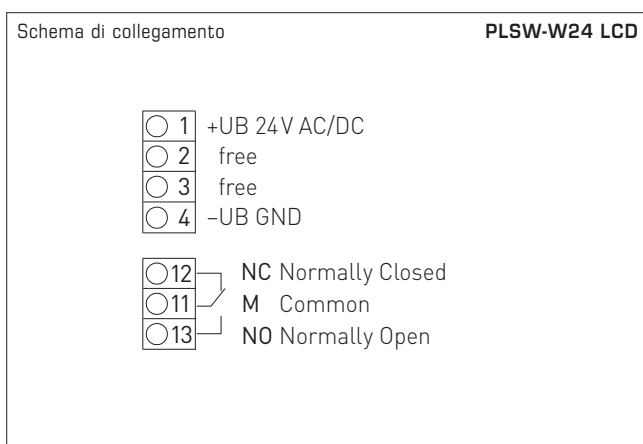 Schema di collegamento PLSW-W24 LCD
1 +UB 24 V AC/DC
2 free
3 free
4 –UB GND
12 NC Normally Closed
11 M Common
13 NO Normally Open